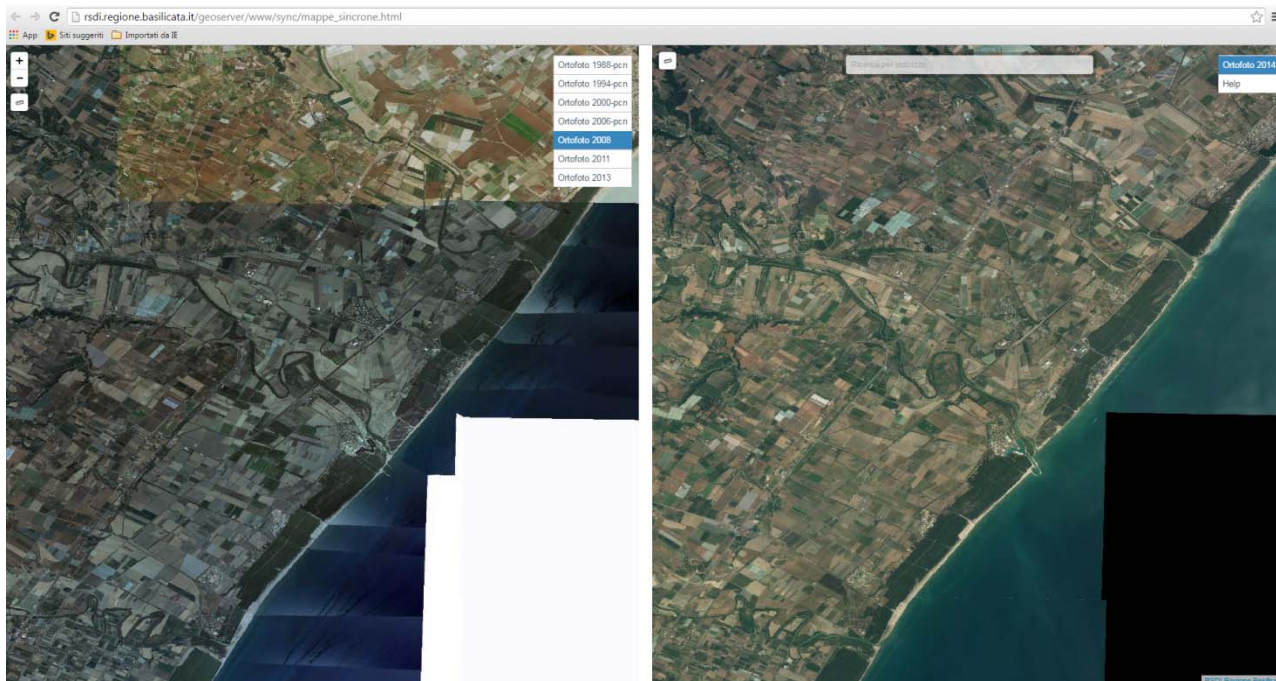 rsdi.regione.basilicata.it/geoserver/www/sync/mappe_sincrone.html
App Siti suggeriti Importati da IE
+
−
Ortofoto 1988-pcn
Ortofoto 1994-pcn
Ortofoto 2000-pcn
Ortofoto 2006-pcn
Ortofoto 2008
Ortofoto 2011
Ortofoto 2013
Ricerca per indirizzo
Ortofoto 2014
Help
RSDI Regione